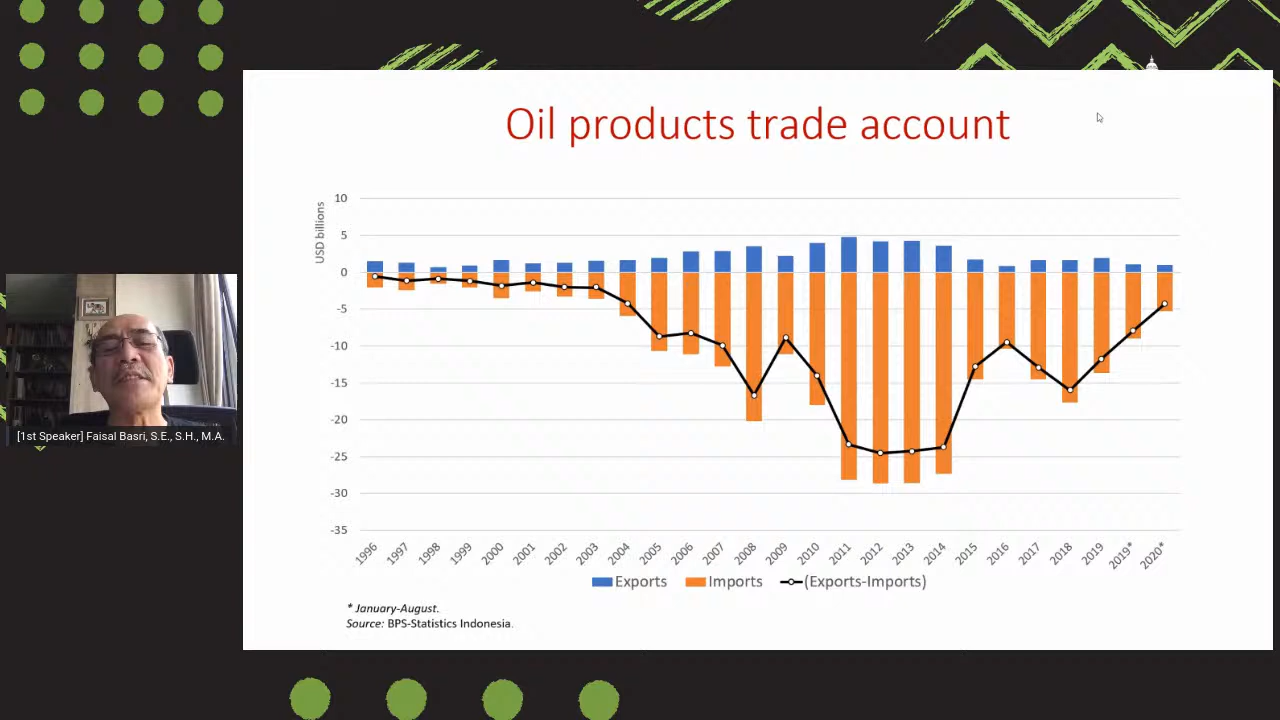 Oil products trade account
USD billions
10
5
0
-5
-10
-15
-20
-25
-30
-35
1996 1997 1998 1999 2000 2001 2002 2003 2004 2005 2006 2007 2008 2009 2010 2011 2012 2013 2014 2015 2016 2017 2018 2019 2019* 2020*
Exports Imports (Exports-Imports)
* January-August.
Source: BPS-Statistics Indonesia.
[1st Speaker] Faisal Basri, S.E., S.H., M.A.